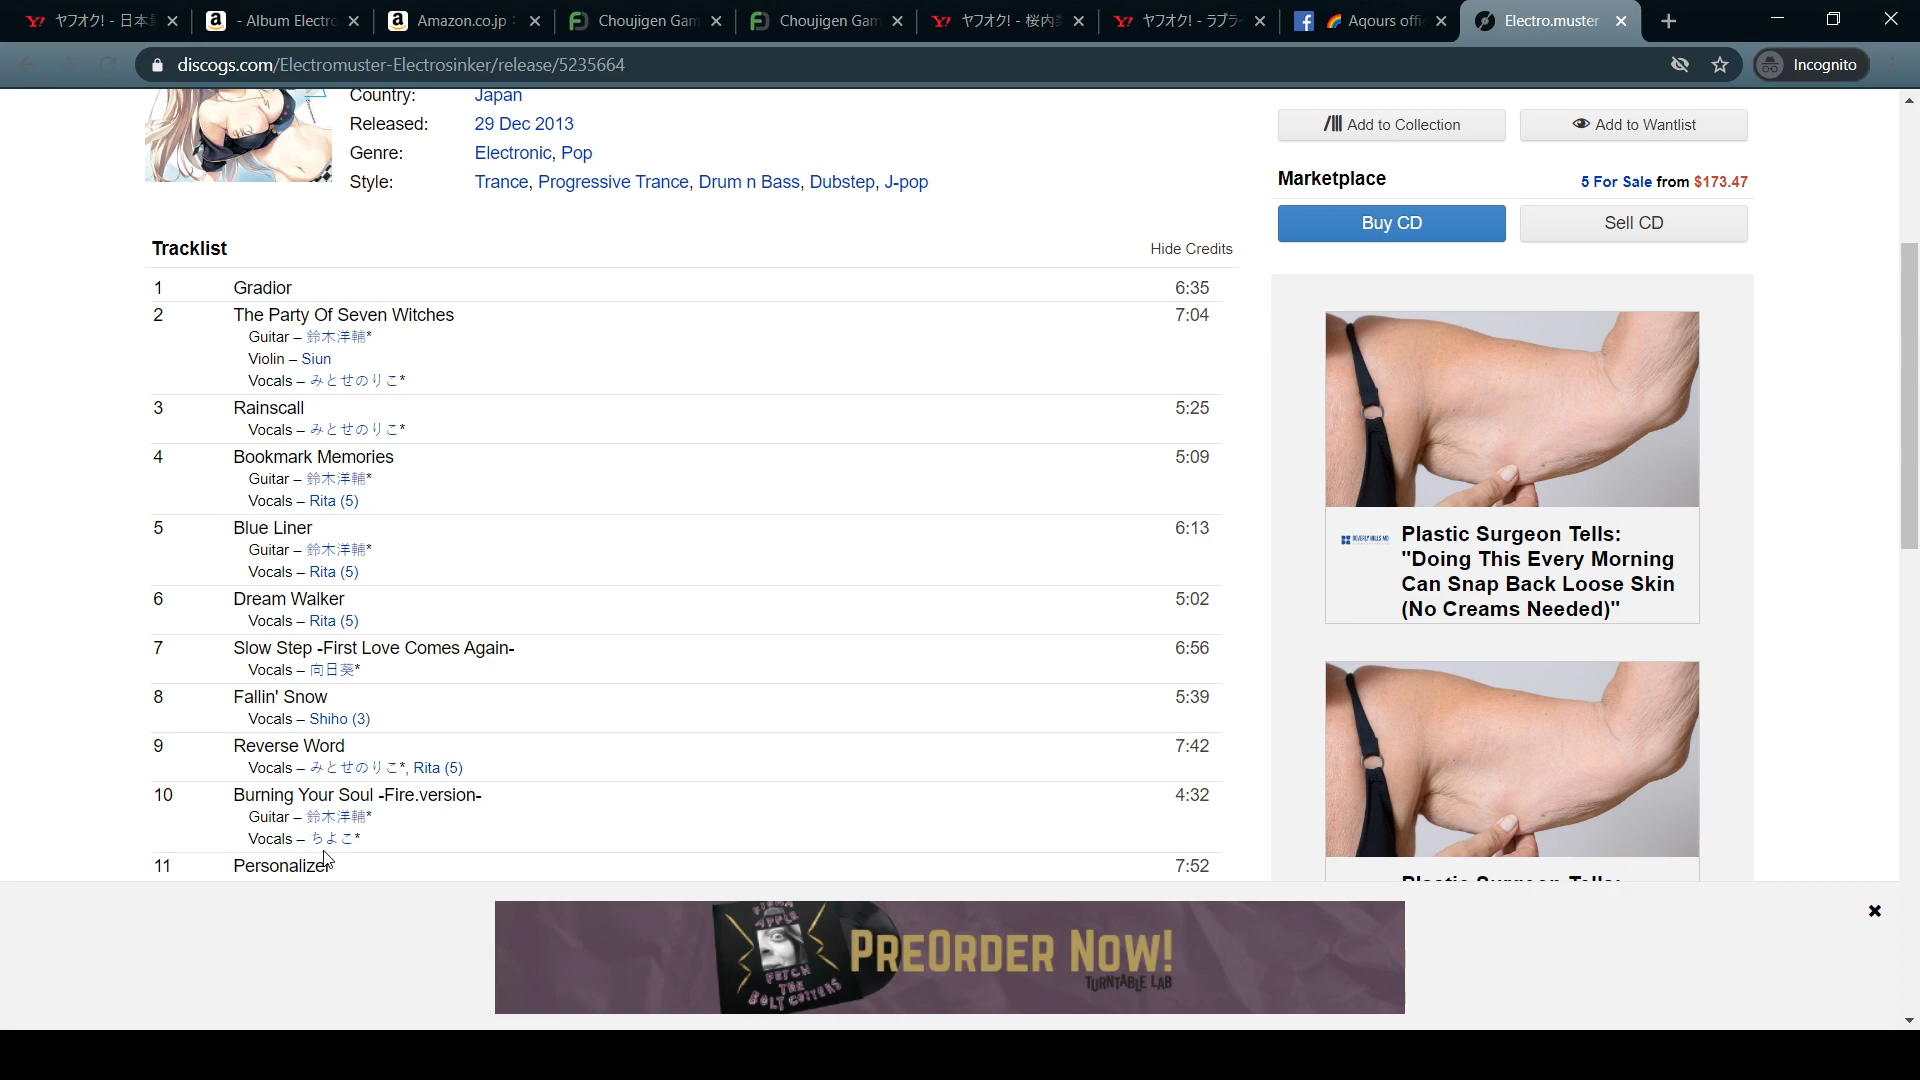 ヤフオク! - 日本
- Album Electro
Amazon.co.jp :
Choujigen Gam
Choujigen Gam
ヤフオク! - 桜内
ヤフオク! - ラブラ
Aqours offic
Electro.muster
discogs.com/Electromuster-Electrosinker/release/5235664
Incognito
Country: Japan
Released: 29 Dec 2013
Genre: Electronic, Pop
Style: Trance, Progressive Trance, Drum n Bass, Dubstep, J-pop
Add to Collection
Add to Wantlist
Marketplace
5 For Sale from $173.47
Buy CD
Sell CD
Tracklist
Hide Credits
1 Gradior 6:35
2 The Party Of Seven Witches 7:04
Guitar – 鈴木洋輔*
Violin – Siun
Vocals – みとせのりこ*
3 Rainscall 5:25
Vocals – みとせのりこ*
4 Bookmark Memories 5:09
Guitar – 鈴木洋輔*
Vocals – Rita (5)
5 Blue Liner 6:13
Guitar – 鈴木洋輔*
Vocals – Rita (5)
6 Dream Walker 5:02
Vocals – Rita (5)
7 Slow Step -First Love Comes Again- 6:56
Vocals – 向日葵*
8 Fallin' Snow 5:39
Vocals – Shiho (3)
9 Reverse Word 7:42
Vocals – みとせのりこ*, Rita (5)
10 Burning Your Soul -Fire.version- 4:32
Guitar – 鈴木洋輔*
Vocals – ちよこ*
11 Personalizer 7:52
BEVERLY HILLS MD
Plastic Surgeon Tells:
"Doing This Every Morning
Can Snap Back Loose Skin
(No Creams Needed)"
Plastic Surgeon Tells:
FIONA
APPLE
FETCH
THE
BOLT CUTTERS
PREORDER NOW!
TURNTABLE LAB